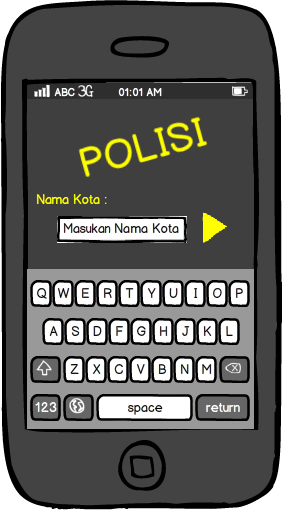 ABC 3G 01:01 AM
POLISI
Nama Kota :
Masukan Nama Kota
Q W E R T Y U I O P
A S D F G H J K L
Z X C V B N M
123 space return